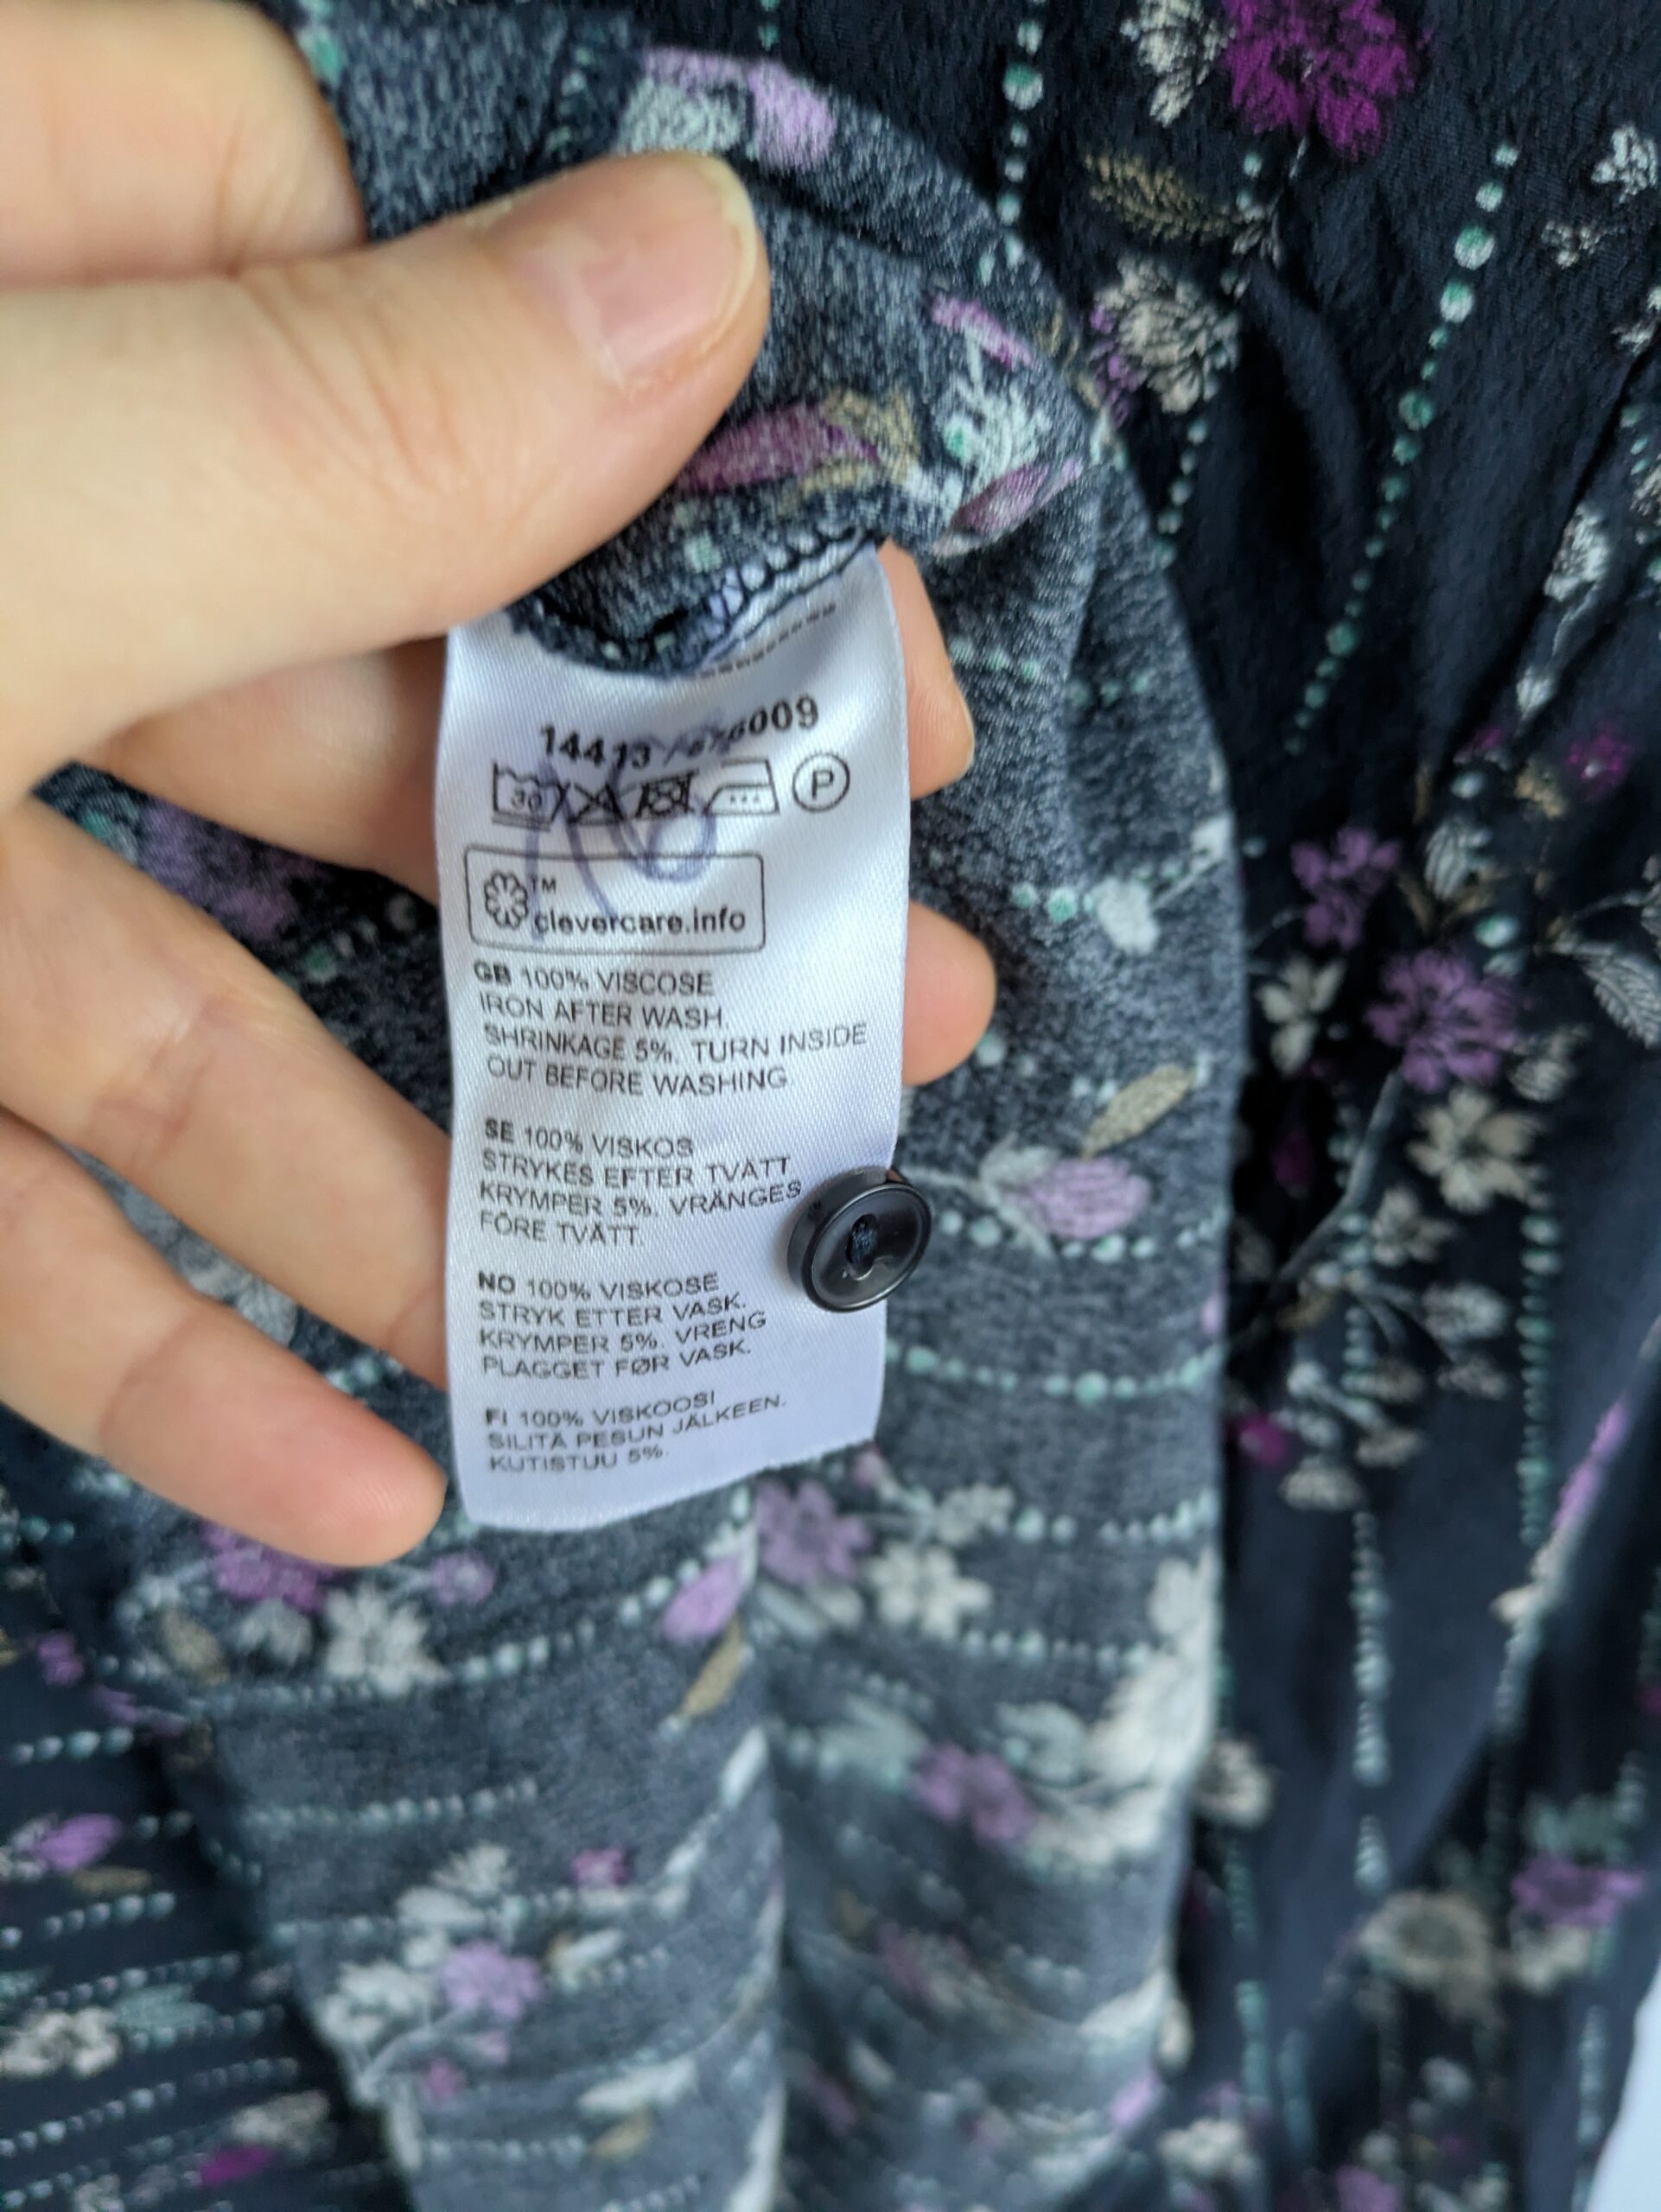 30
P
TM
clevercare.info
GB 100% VISCOSE
IRON AFTER WASH.
SHRINKAGE 5%. TURN INSIDE
OUT BEFORE WASHING
SE 100% VISKOS
STRYKES EFTER TVÄTT
KRYMPER 5%. VRÄNGES
FÖRE TVÄTT.
NO 100% VISKOSE
STRYK ETTER VASK.
KRYMPER 5%. VRENG
PLAGGET FØR VASK.
FI 100% VISKOOSI
SILITÄ PESUN JÄLKEEN.
KUTISTUU 5%.